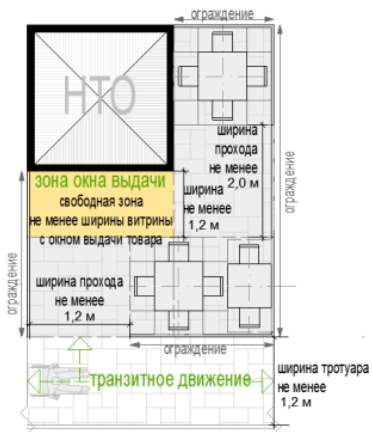 ограждение
НТО
ширина
прохода
не менее
2,0 м
ограждение
зона окна выдачи
свободная зона
не менее ширины витрины
с окном выдачи товара
ширина
не менее
1,2 м
ограждение
ширина прохода
не менее
1,2 м
ограждение
транзитное движение
ширина тротуара
не менее
1,2 м